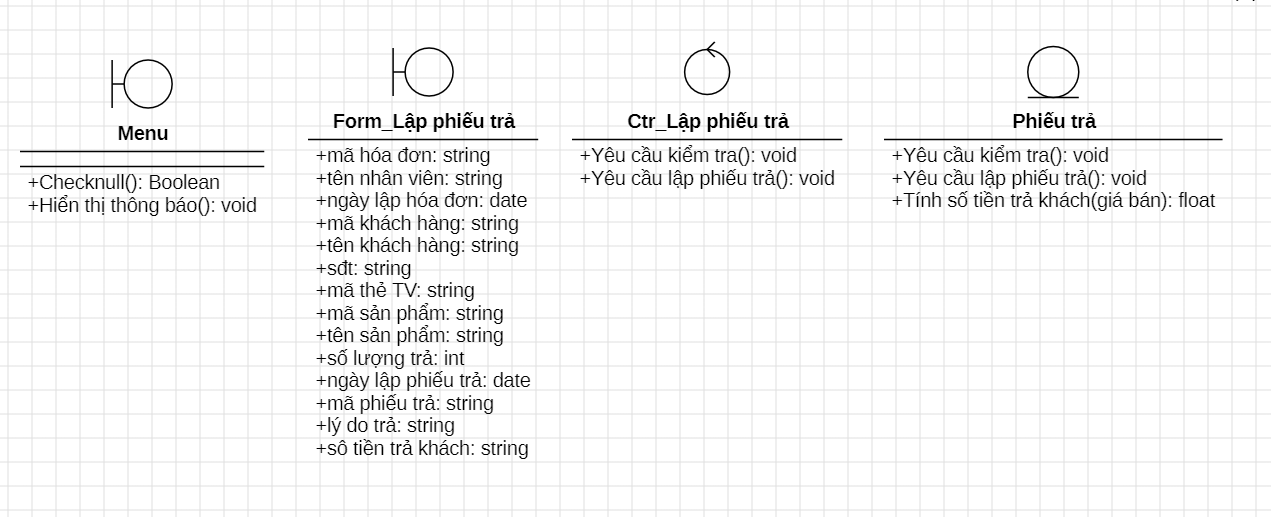 Menu
+Checknull(): Boolean
+Hiển thị thông báo(): void
Form_Lập phiếu trả
+mã hóa đơn: string
+tên nhân viên: string
+ngày lập hóa đơn: date
+mã khách hàng: string
+tên khách hàng: string
+sđt: string
+mã thẻ TV: string
+mã sản phẩm: string
+tên sản phẩm: string
+số lượng trả: int
+ngày lập phiếu trả: date
+mã phiếu trả: string
+lý do trả: string
+sô tiền trả khách: string
Ctr_Lập phiếu trả
+Yêu cầu kiểm tra(): void
+Yêu cầu lập phiếu trả(): void
Phiếu trả
+Yêu cầu kiểm tra(): void
+Yêu cầu lập phiếu trả(): void
+Tính số tiền trả khách(giá bán): float